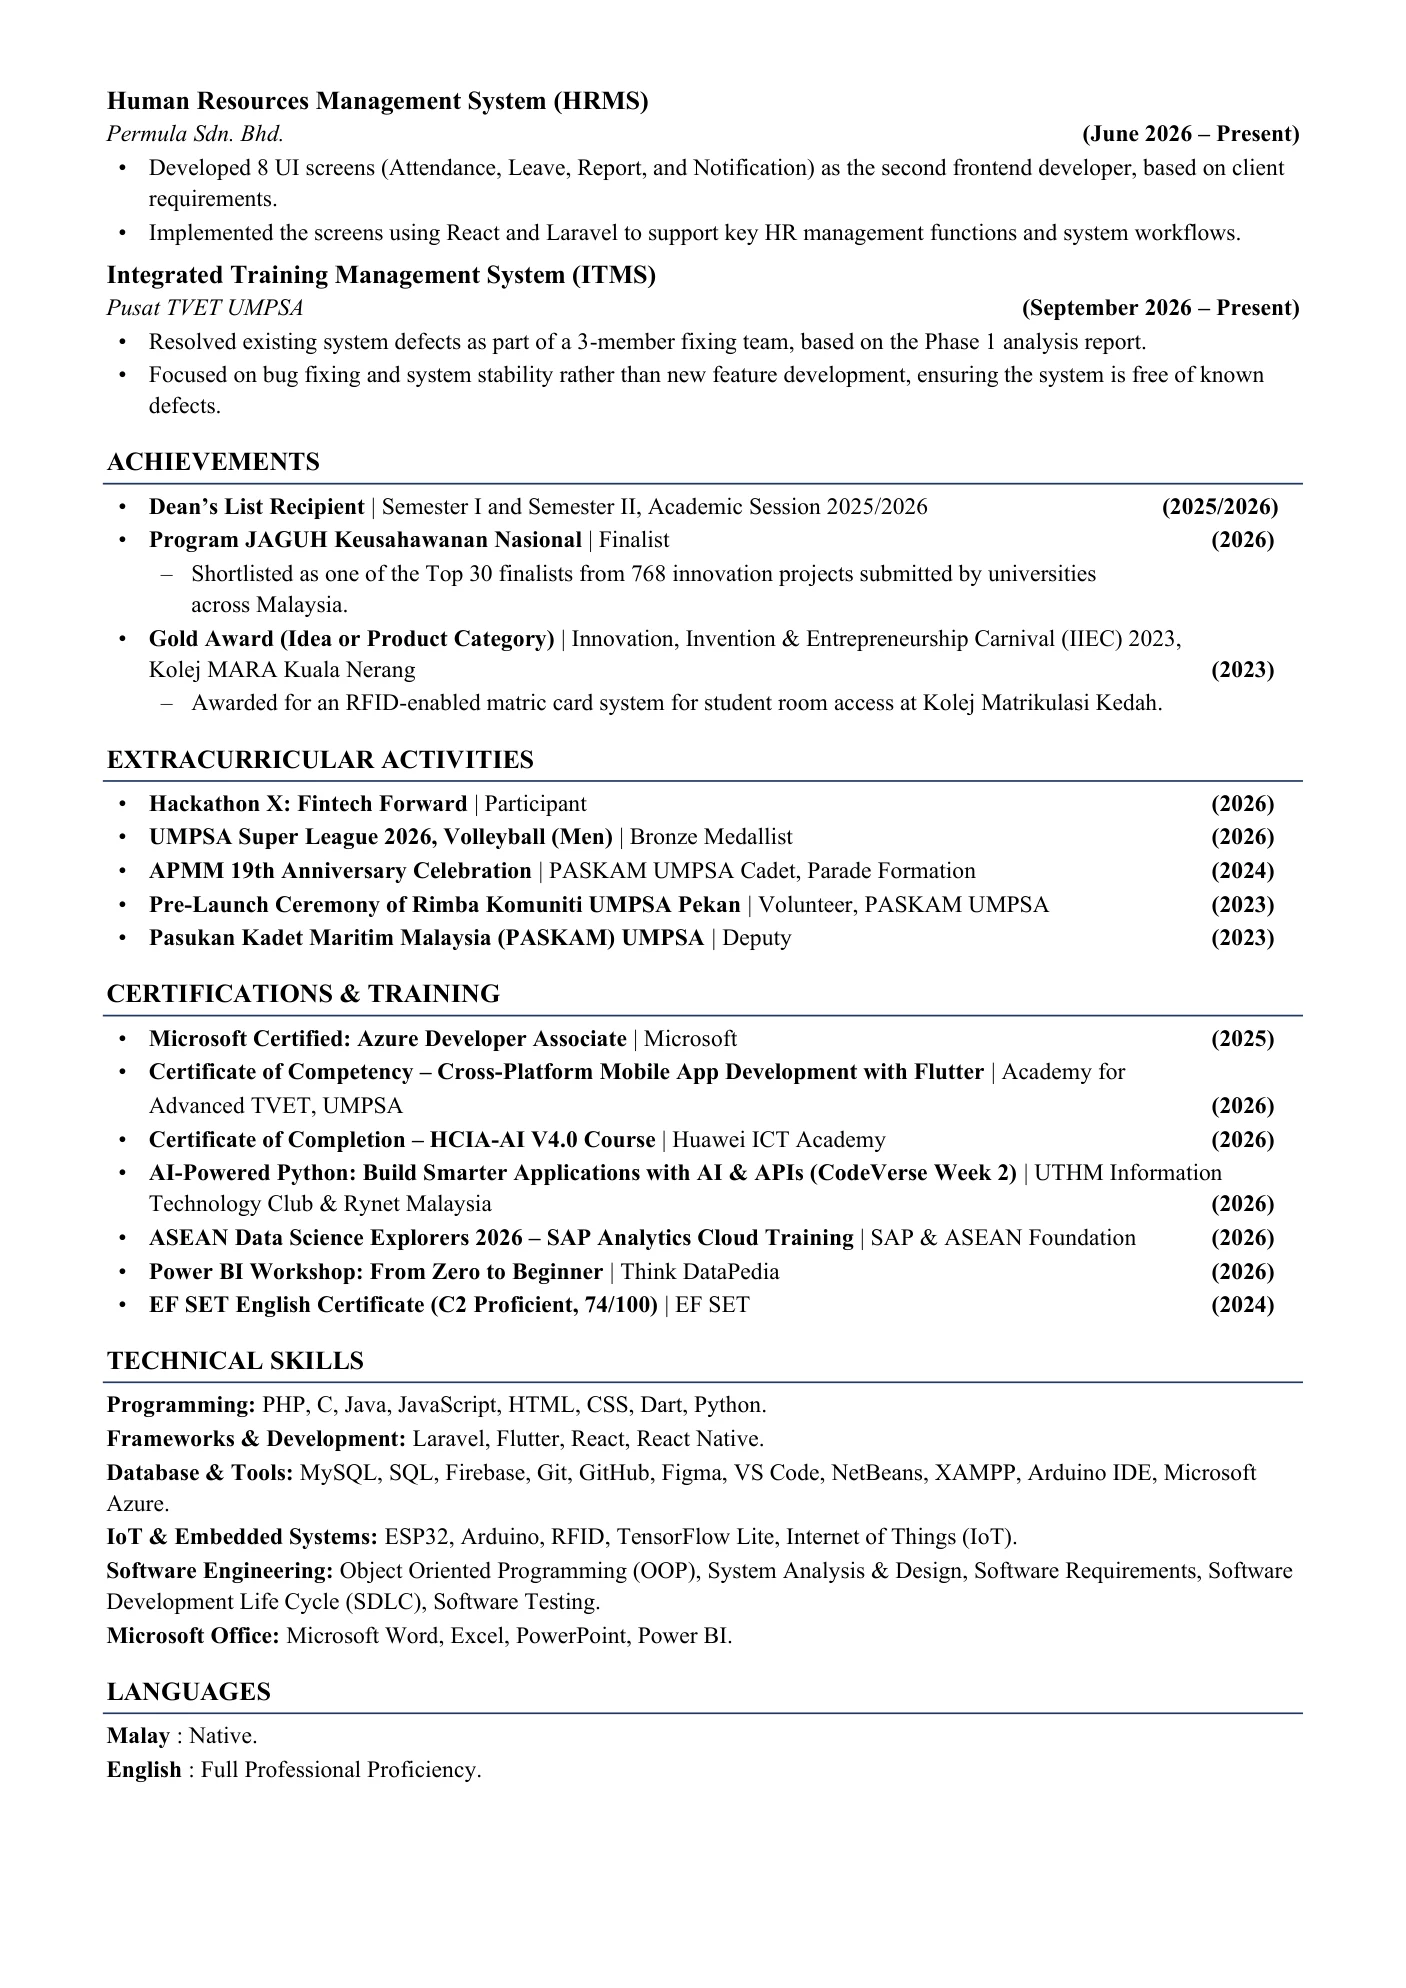 Human Resources Management System (HRMS)
Permula Sdn. Bhd. (June 2026 – Present)
• Developed 8 UI screens (Attendance, Leave, Report, and Notification) as the second frontend developer, based on client
requirements.
• Implemented the screens using React and Laravel to support key HR management functions and system workflows.
Integrated Training Management System (ITMS)
Pusat TVET UMPSA (September 2026 – Present)
• Resolved existing system defects as part of a 3-member fixing team, based on the Phase 1 analysis report.
• Focused on bug fixing and system stability rather than new feature development, ensuring the system is free of known
defects.
ACHIEVEMENTS
• Dean’s List Recipient | Semester I and Semester II, Academic Session 2025/2026 (2025/2026)
• Program JAGUH Keusahawanan Nasional | Finalist (2026)
– Shortlisted as one of the Top 30 finalists from 768 innovation projects submitted by universities
across Malaysia.
• Gold Award (Idea or Product Category) | Innovation, Invention & Entrepreneurship Carnival (IIEC) 2023,
Kolej MARA Kuala Nerang (2023)
– Awarded for an RFID-enabled matric card system for student room access at Kolej Matrikulasi Kedah.
EXTRACURRICULAR ACTIVITIES
• Hackathon X: Fintech Forward | Participant (2026)
• UMPSA Super League 2026, Volleyball (Men) | Bronze Medallist (2026)
• APMM 19th Anniversary Celebration | PASKAM UMPSA Cadet, Parade Formation (2024)
• Pre-Launch Ceremony of Rimba Komuniti UMPSA Pekan | Volunteer, PASKAM UMPSA (2023)
• Pasukan Kadet Maritim Malaysia (PASKAM) UMPSA | Deputy (2023)
CERTIFICATIONS & TRAINING
• Microsoft Certified: Azure Developer Associate | Microsoft (2025)
• Certificate of Competency – Cross-Platform Mobile App Development with Flutter | Academy for
Advanced TVET, UMPSA (2026)
• Certificate of Completion – HCIA-AI V4.0 Course | Huawei ICT Academy (2026)
• AI-Powered Python: Build Smarter Applications with AI & APIs (CodeVerse Week 2) | UTHM Information
Technology Club & Rynet Malaysia (2026)
• ASEAN Data Science Explorers 2026 – SAP Analytics Cloud Training | SAP & ASEAN Foundation (2026)
• Power BI Workshop: From Zero to Beginner | Think DataPedia (2026)
• EF SET English Certificate (C2 Proficient, 74/100) | EF SET (2024)
TECHNICAL SKILLS
Programming: PHP, C, Java, JavaScript, HTML, CSS, Dart, Python.
Frameworks & Development: Laravel, Flutter, React, React Native.
Database & Tools: MySQL, SQL, Firebase, Git, GitHub, Figma, VS Code, NetBeans, XAMPP, Arduino IDE, Microsoft
Azure.
IoT & Embedded Systems: ESP32, Arduino, RFID, TensorFlow Lite, Internet of Things (IoT).
Software Engineering: Object Oriented Programming (OOP), System Analysis & Design, Software Requirements, Software
Development Life Cycle (SDLC), Software Testing.
Microsoft Office: Microsoft Word, Excel, PowerPoint, Power BI.
LANGUAGES
Malay : Native.
English : Full Professional Proficiency.